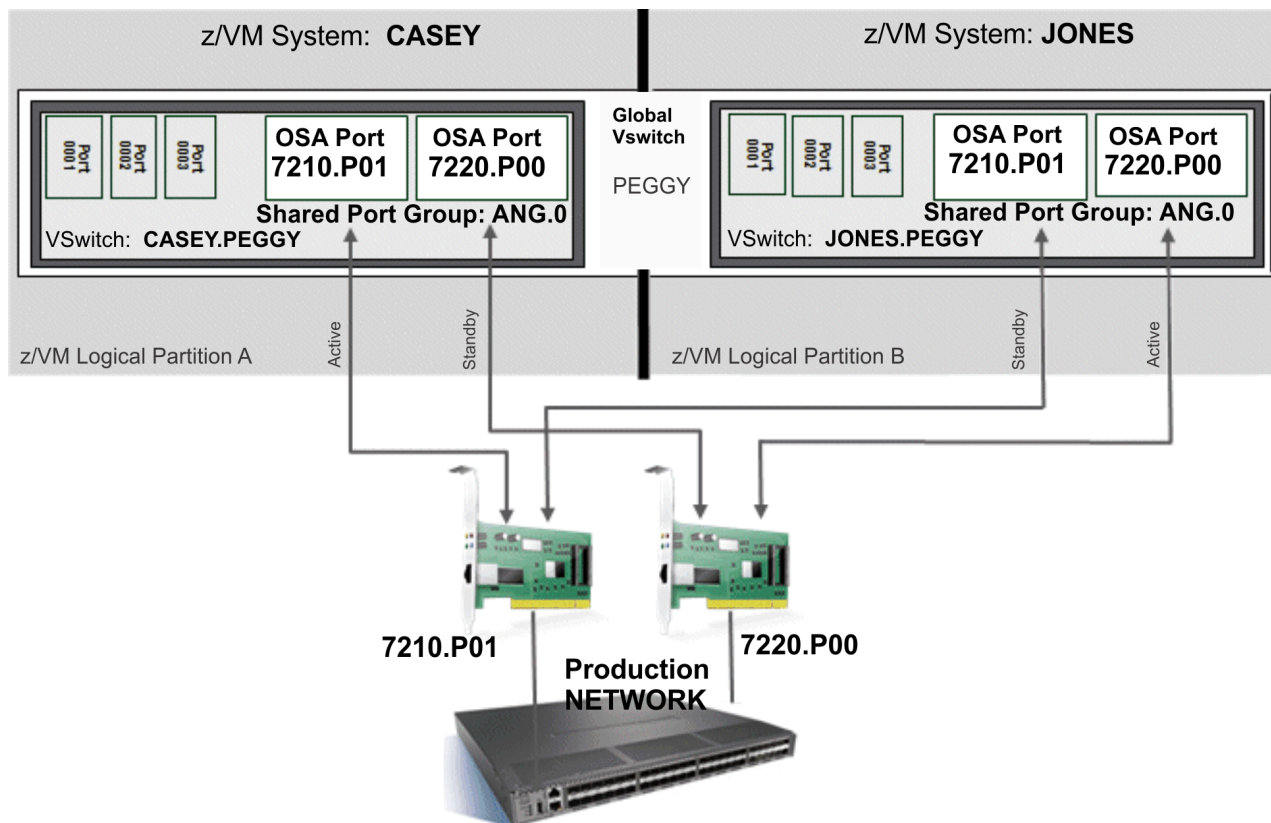 z/VM System: CASEY
z/VM System: JONES
Port
0001
Port
0002
Port
0003
OSA Port
7210.P01
OSA Port
7220.P00
Shared Port Group: ANG.0
VSwitch: CASEY.PEGGY
Global
Vswitch
PEGGY
Port
0001
Port
0002
Port
0003
OSA Port
7210.P01
OSA Port
7220.P00
Shared Port Group: ANG.0
VSwitch: JONES.PEGGY
z/VM Logical Partition A
Active
Standby
z/VM Logical Partition B
Standby
Active
7210.P01
7220.P00
Production
NETWORK